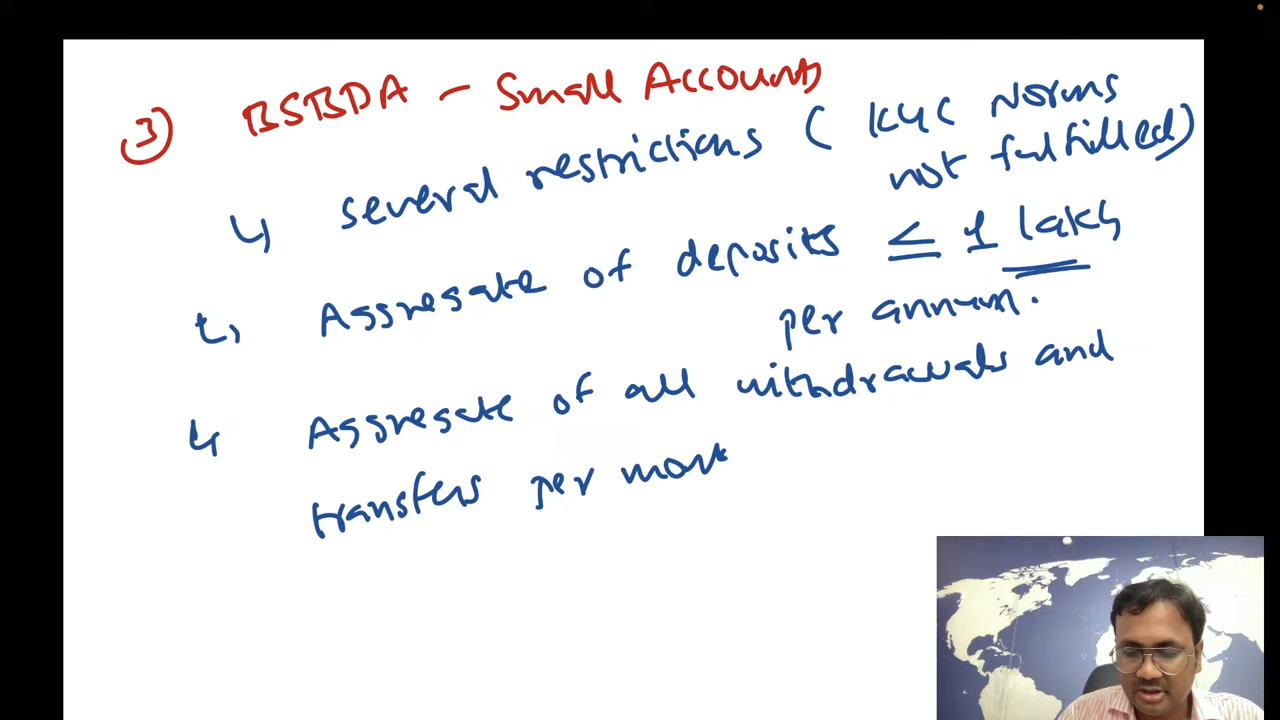 3) BSBDA - Small Accounts
↳ several restrictions ( KYC Norms
not fulfilled)
↳ Aggregate of deposits ≤ 1 lakh
per annum.
↳ Aggregate of all withdrawals and
transfers per mont